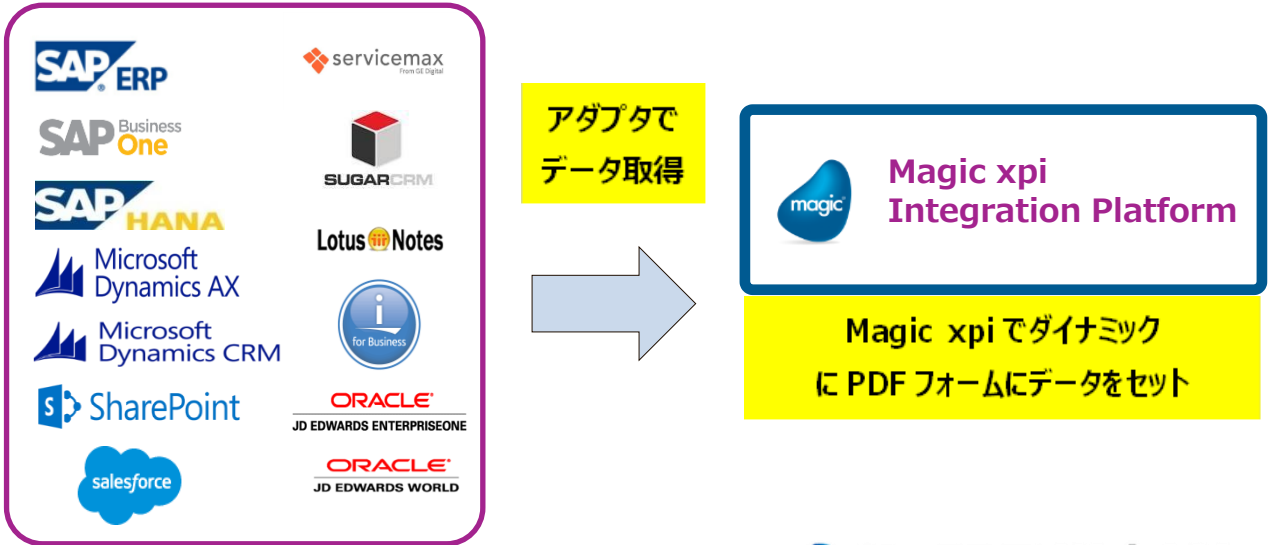 SAP ERP
SAP Business One
SAP HANA
Microsoft
Dynamics AX
Microsoft
Dynamics CRM
S SharePoint
salesforce
servicemax
From GE Digital
SUGARCRM
Lotus Notes
i
for Business
ORACLE
JD EDWARDS ENTERPRISEONE
ORACLE
JD EDWARDS WORLD
アダプタで
データ取得
magic
Magic xpi
Integration Platform
Magic xpi でダイナミック
に PDF フォームにデータをセット